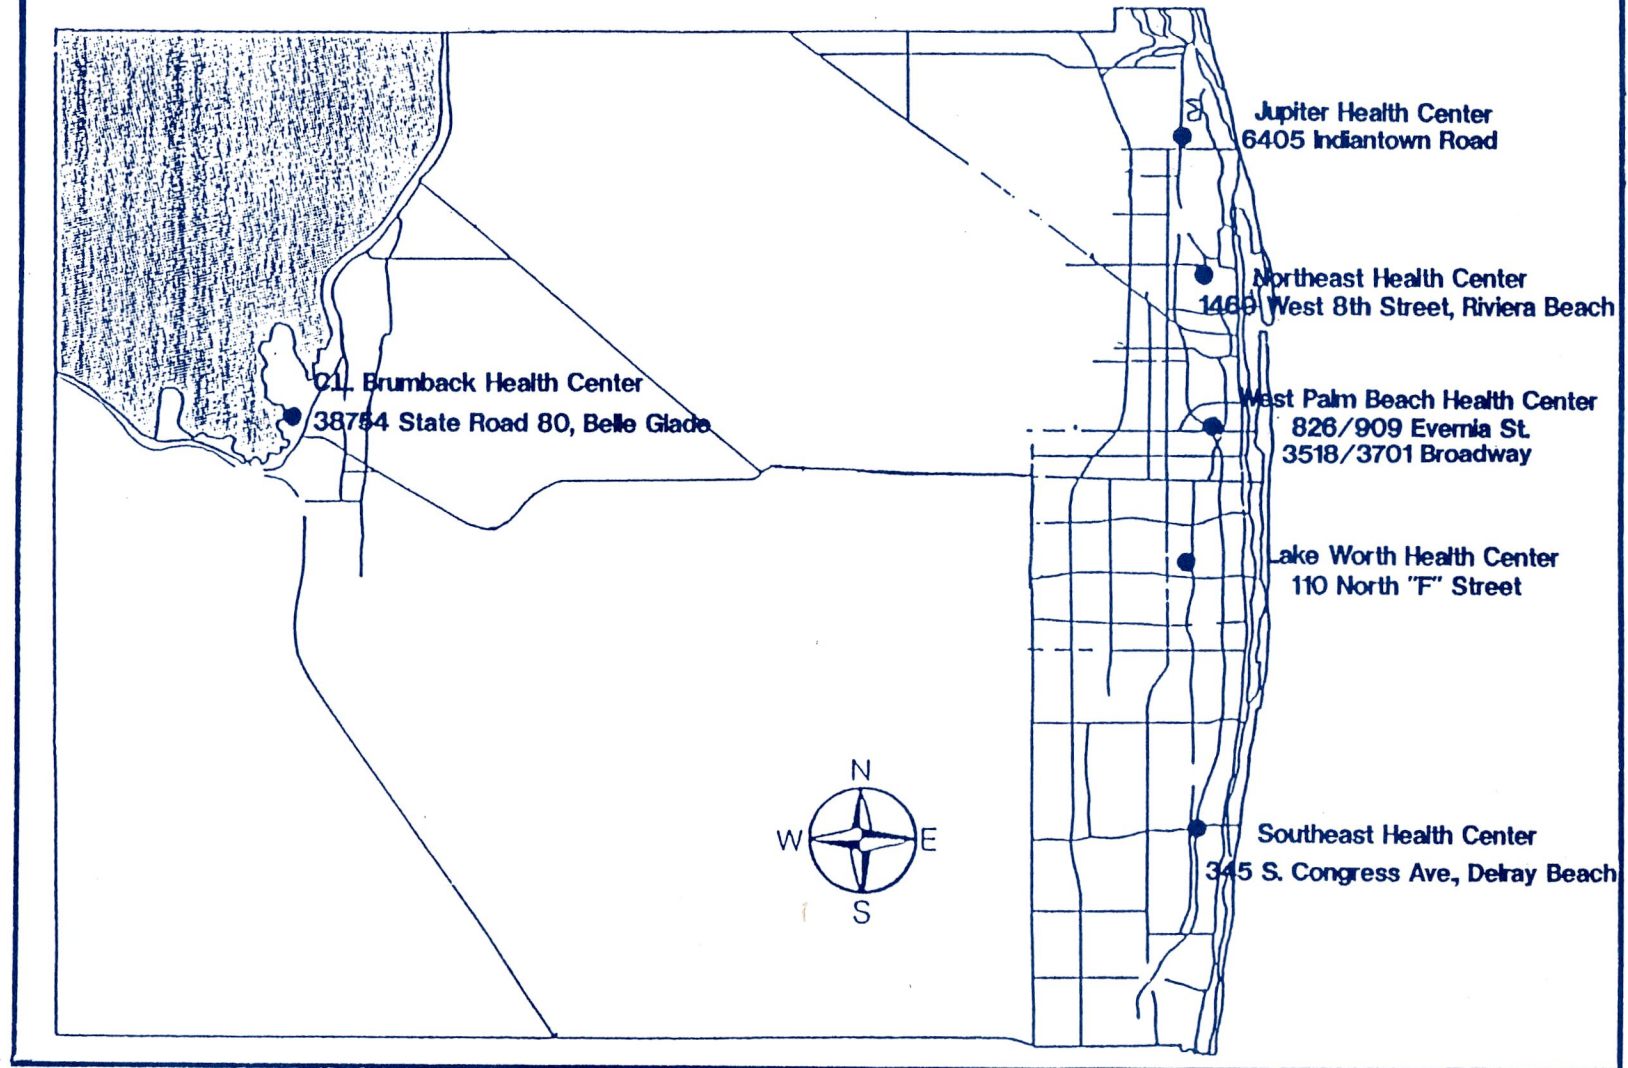 Jupiter Health Center
6405 Indiantown Road
Northeast Health Center
1460 West 8th Street, Riviera Beach
C.L. Brumback Health Center
38754 State Road 80, Belle Glade
West Palm Beach Health Center
826/909 Evernia St.
3518/3701 Broadway
Lake Worth Health Center
110 North "F" Street
N
W E
S
Southeast Health Center
345 S. Congress Ave., Delray Beach